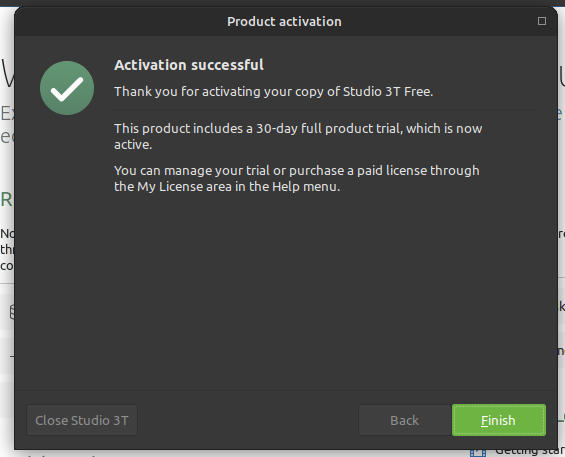 Product activation
Activation successful
Thank you for activating your copy of Studio 3T Free.
This product includes a 30-day full product trial, which is now
active.
You can manage your trial or purchase a paid license through
the My License area in the Help menu.
Close Studio 3T
Back
Finish
Getting star